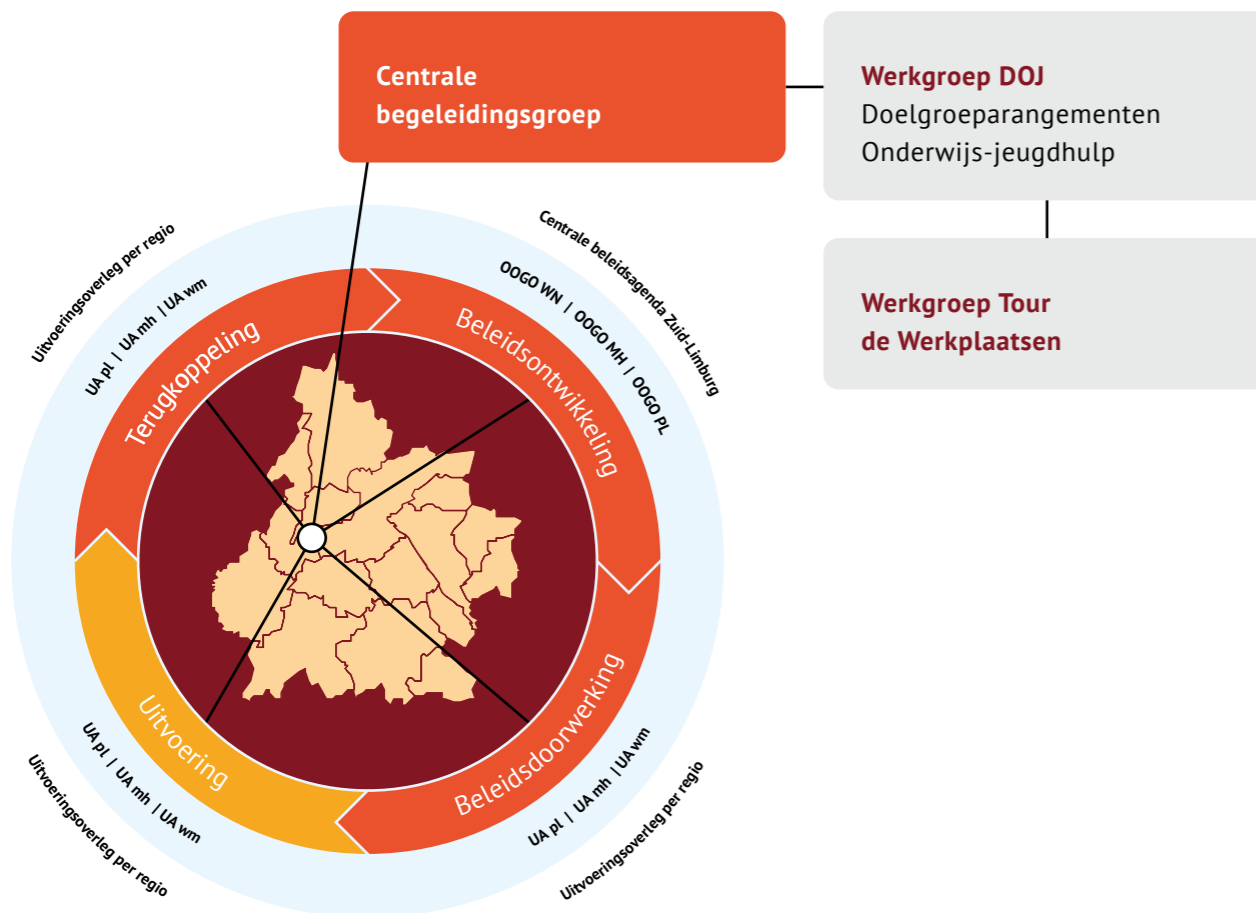 Centrale
begeleidingsgroep
Werkgroep DOJ
Doelgroeparangementen
Onderwijs-jeugdhulp
Werkgroep Tour
de Werkplaatsen
Uitvoeringsoverleg per regio
UA pl | UA mh | UA wm
Terugkoppeling
Centrale beleidsagenda Zuid-Limburg
OOGO WN | OOGO MH | OOGO PL
Beleidsontwikkeling
Uitvoering
UA pl | UA mh | UA wm
Uitvoeringsoverleg per regio
Beleidsdoorwerking
UA pl | UA mh | UA wm
Uitvoeringsoverleg per regio